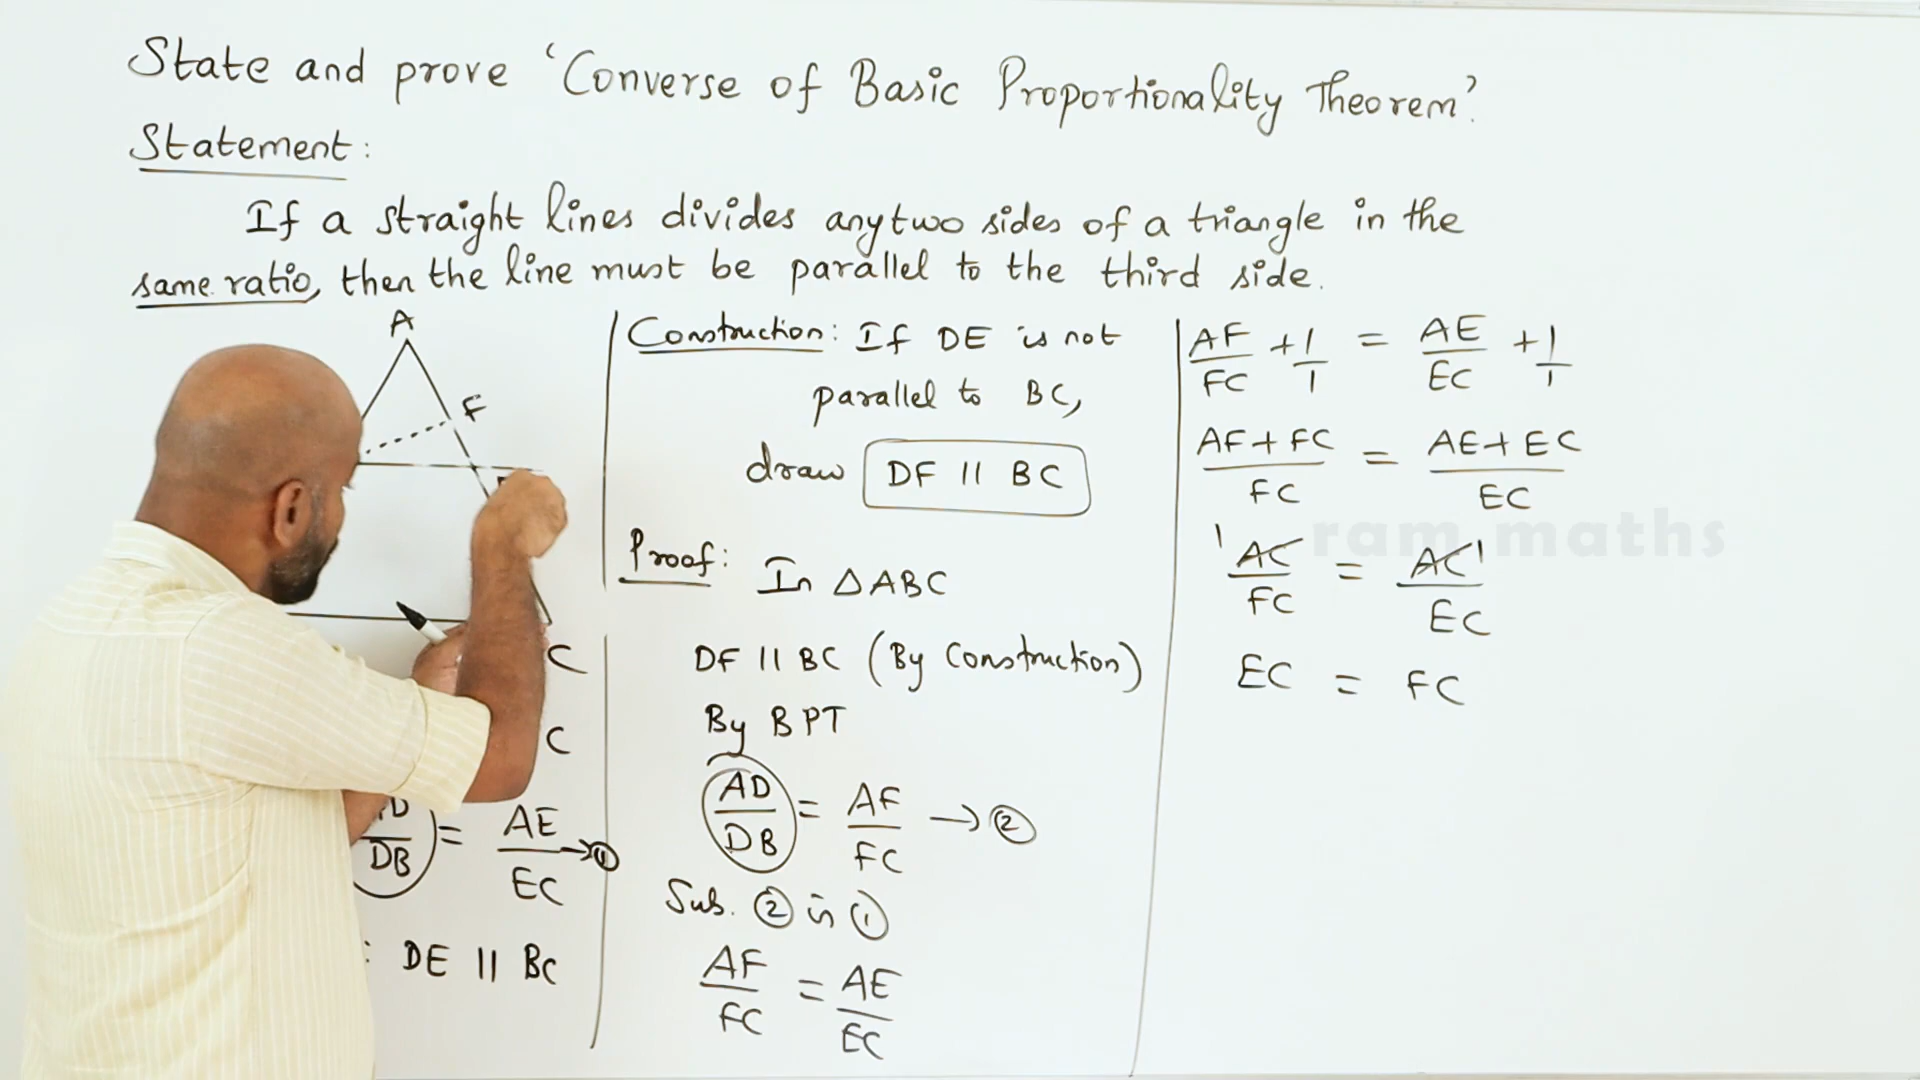 State and prove 'Converse of Basic Proportionality Theorem'.
Statement:
If a straight lines divides any two sides of a triangle in the
same ratio, then the line must be parallel to the third side.
A
F
C
C
DB = AE/EC → ①
: DE || BC
Construction: If DE is not
parallel to BC,
draw DF || BC
Proof: In △ABC
DF || BC (By Construction)
By BPT
AD/DB = AF/FC → ②
Sub. ② in ①
AF/FC = AE/EC
AF/FC + 1/1 = AE/EC + 1/1
AF + FC/FC = AE + EC/EC
1 AC/FC = AC 1/EC
EC = FC
ram maths